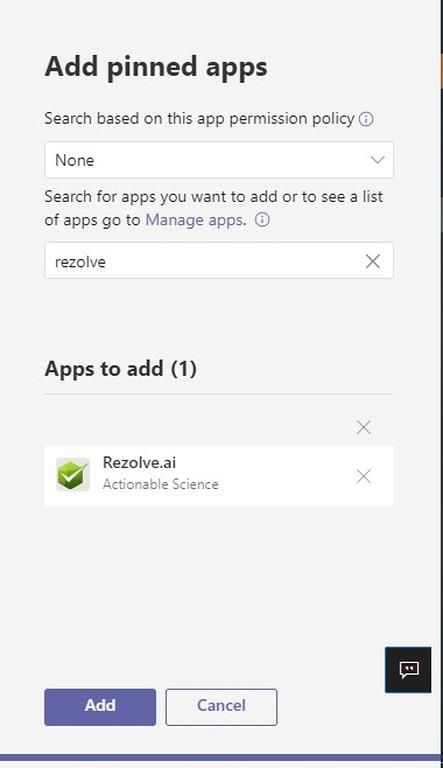 Add pinned apps
Search based on this app permission policy
None
Search for apps you want to add or to see a list
of apps go to Manage apps.
rezolve
Apps to add (1)
Rezolve.ai
Actionable Science
Add
Cancel